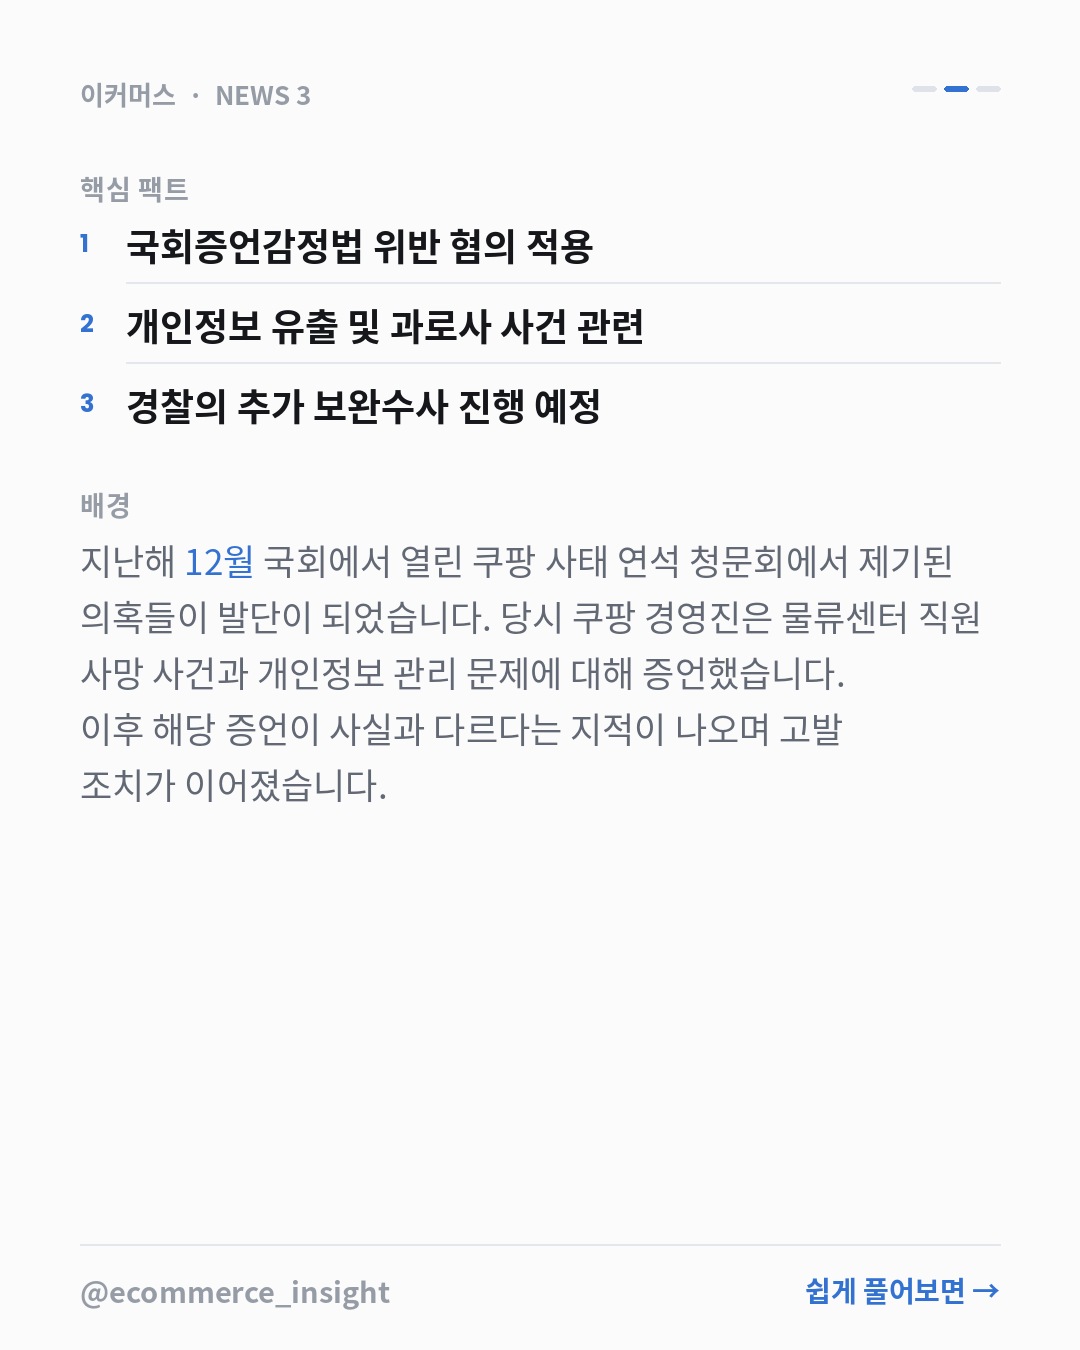 이커머스 · NEWS 3
핵심 팩트
1 국회증언감정법 위반 혐의 적용
2 개인정보 유출 및 과로사 사건 관련
3 경찰의 추가 보완수사 진행 예정
배경
지난해 12월 국회에서 열린 쿠팡 사태 연석 청문회에서 제기된
의혹들이 발단이 되었습니다. 당시 쿠팡 경영진은 물류센터 직원
사망 사건과 개인정보 관리 문제에 대해 증언했습니다.
이후 해당 증언이 사실과 다르다는 지적이 나오며 고발
조치가 이어졌습니다.
@ecommerce_insight
쉽게 풀어보면 →